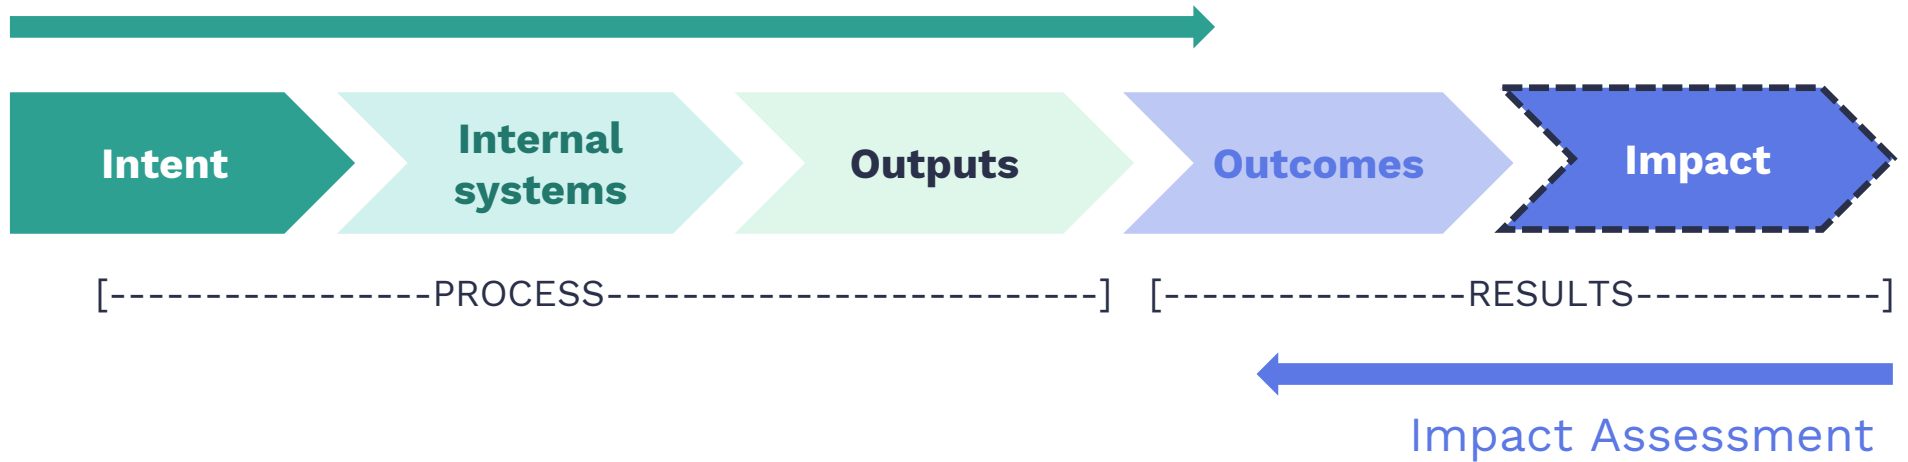 Intent
Internal
systems
Outputs
Outcomes
Impact
[-----------------PROCESS--------------------------] [----------------RESULTS-------------]
Impact Assessment